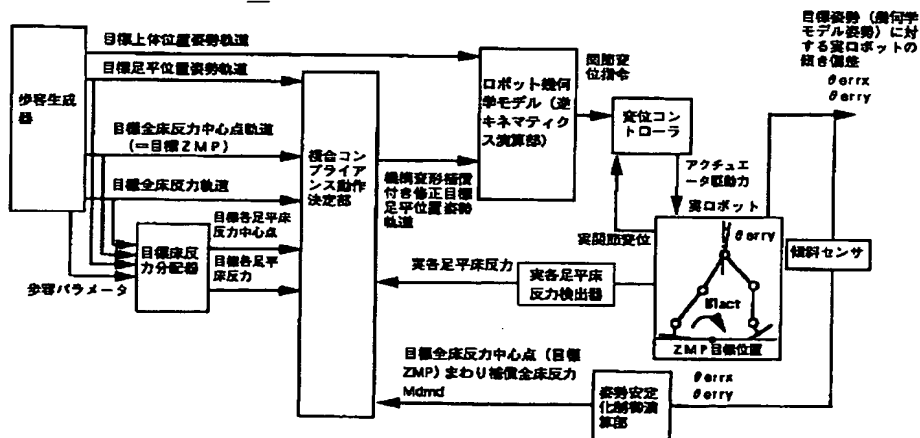 目標姿勢（幾何学
モデル姿勢）に対
する実ロボットの
傾き偏差
θerrx
θerry
歩容生成
器
目標上体位置姿勢軌道
目標足平位置姿勢軌道
目標全床反力中心点軌道
（＝目標ZMP）
目標全床反力軌道
目標床反
力分配器
歩容パラメータ
目標各足平床
反力中心点
目標各足平
床反力
複合コン
プライア
ンス動作
決定部
機構変形補償
付き修正目標
足平位置姿勢
軌道
ロボット幾何
学モデル（逆
キネマティク
ス演算部）
関節変
位指令
変位コン
トローラ
アクチュエ
ータ駆動力
実ロボット
実関節変位
θerry
Mact
ZMP目標位置
傾斜センサ
実各足平床反力
実各足平床
反力検出器
目標全床反力中心点（目標
ZMP）まわり補償全床反力
Mdmd
姿勢安定
化制御演
算部
θerrx
θerry